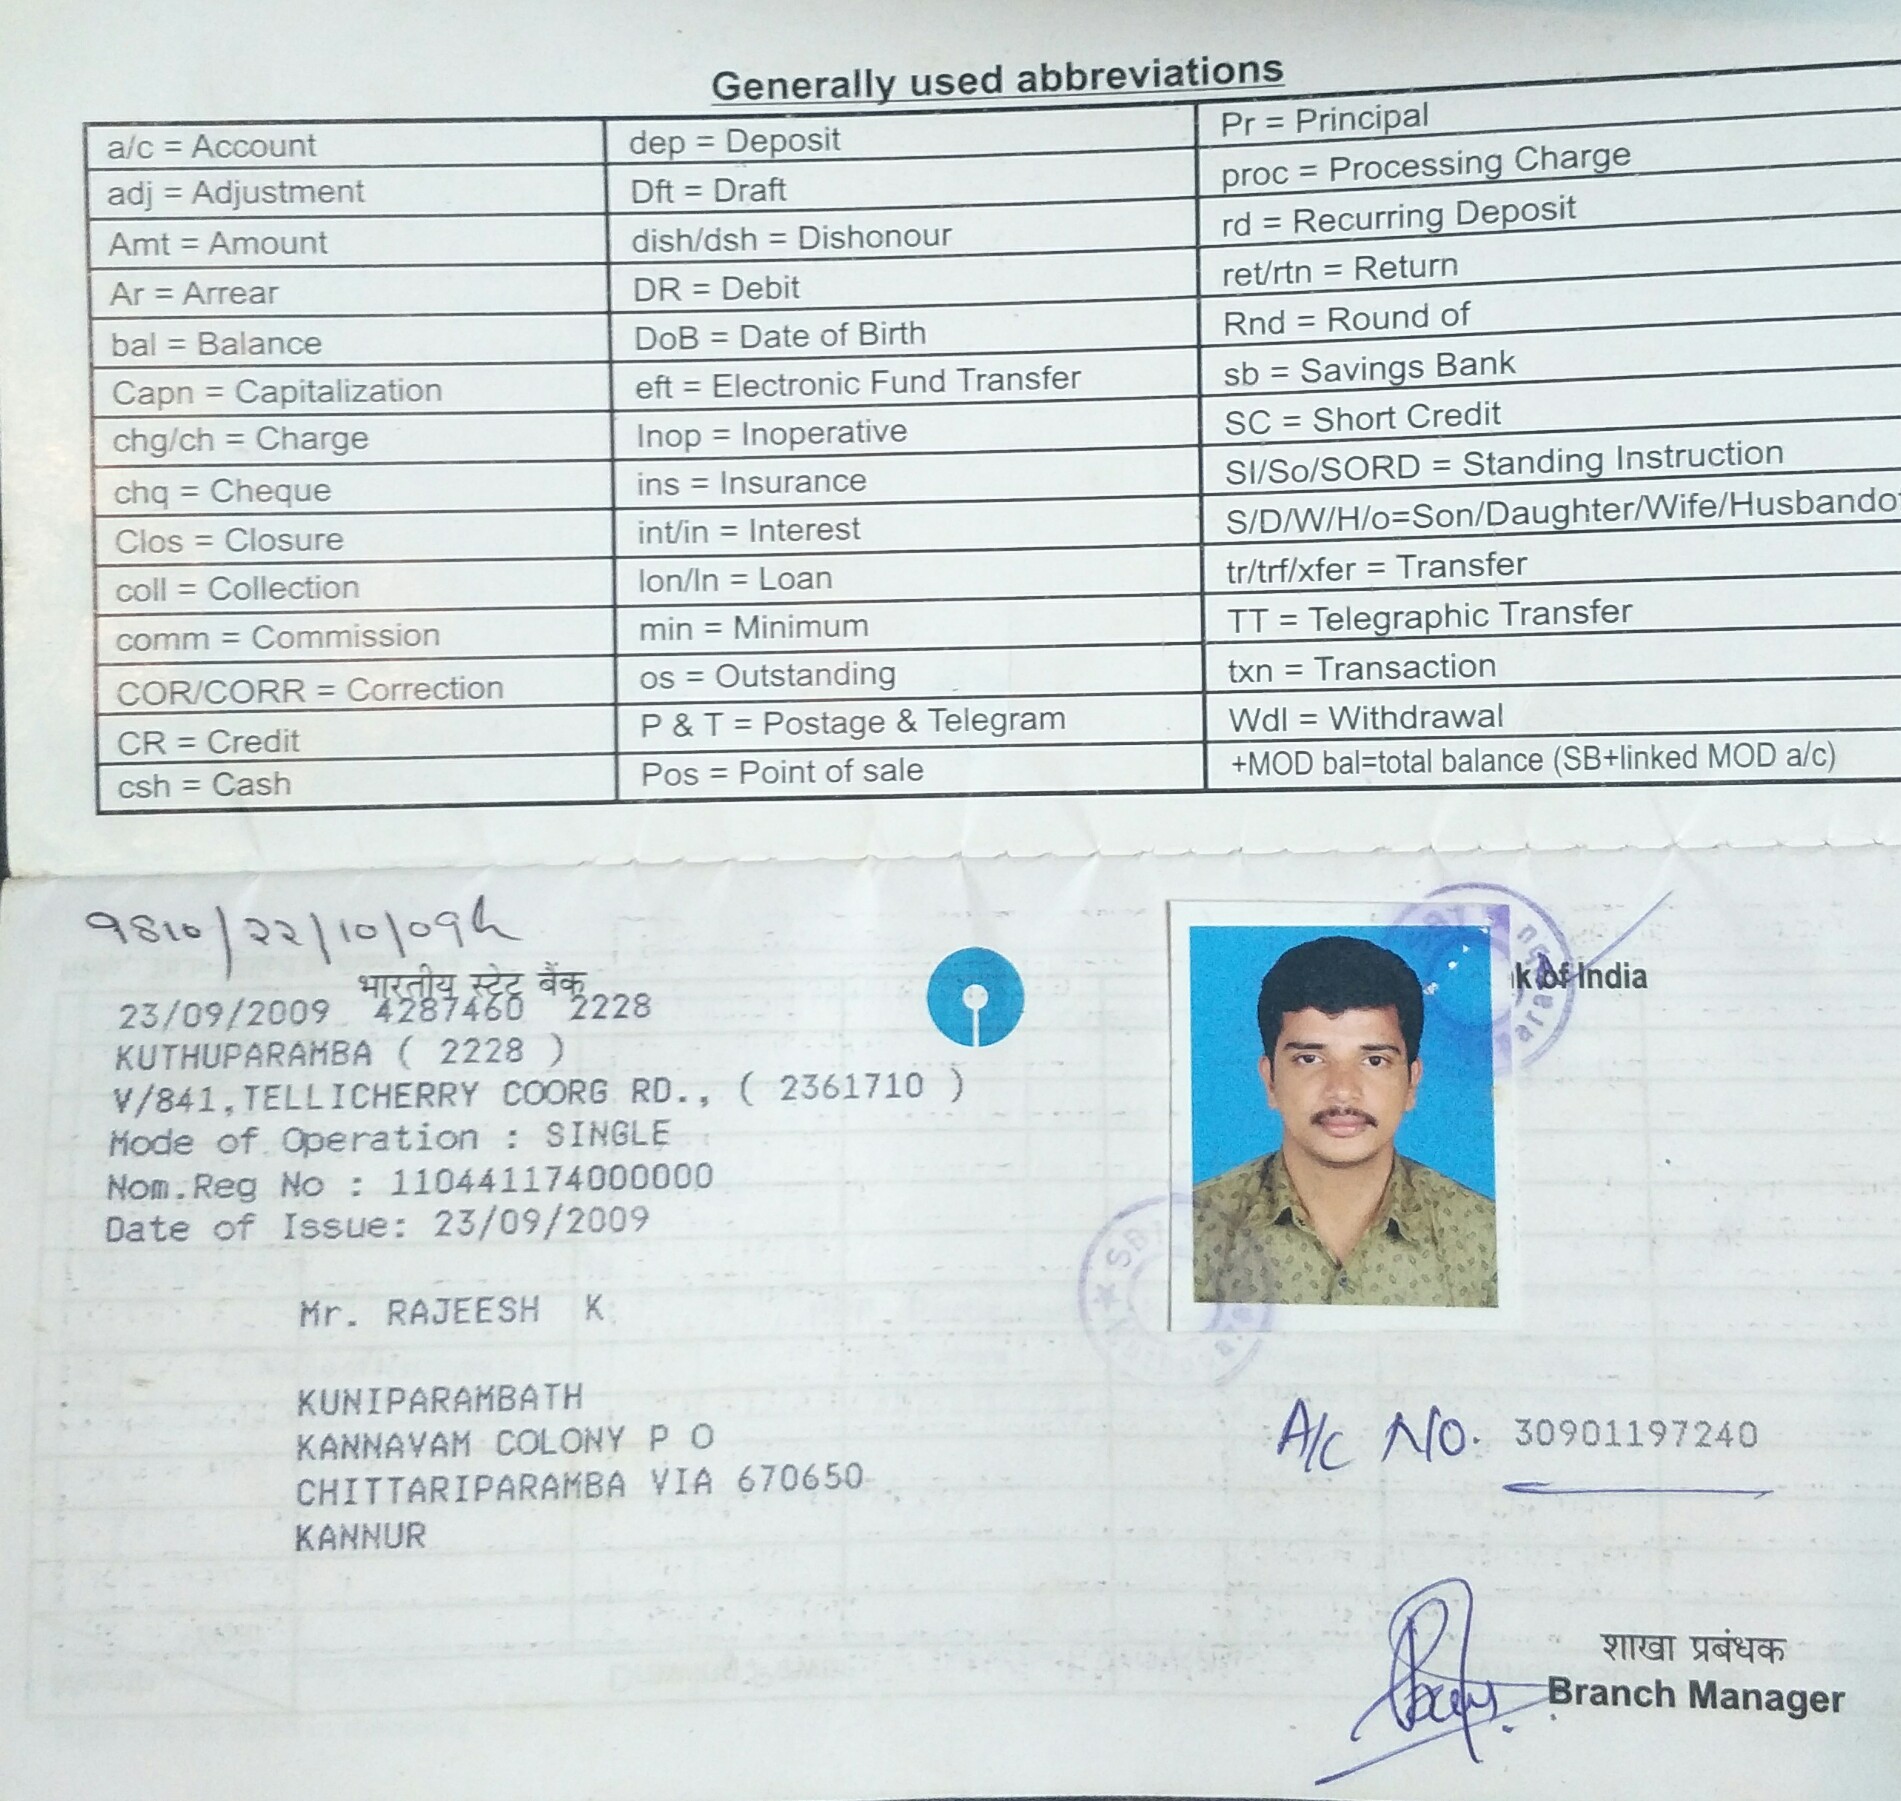 Generally used abbreviations
a/c = Account
adj = Adjustment
Amt = Amount
Ar = Arrear
bal = Balance
Capn = Capitalization
chg/ch = Charge
chq = Cheque
Clos = Closure
coll = Collection
comm = Commission
COR/CORR = Correction
CR = Credit
csh = Cash
dep = Deposit
Dft = Draft
dish/dsh = Dishonour
DR = Debit
DoB = Date of Birth
eft = Electronic Fund Transfer
Inop = Inoperative
ins = Insurance
int/in = Interest
lon/ln = Loan
min = Minimum
os = Outstanding
P & T = Postage & Telegram
Pos = Point of sale
Pr = Principal
proc = Processing Charge
rd = Recurring Deposit
ret/rtn = Return
Rnd = Round of
sb = Savings Bank
SC = Short Credit
SI/So/SORD = Standing Instruction
S/D/W/H/o=Son/Daughter/Wife/Husbando
tr/trf/xfer = Transfer
TT = Telegraphic Transfer
txn = Transaction
Wdl = Withdrawal
+MOD bal=total balance (SB+linked MOD a/c)
9810/22/10/09
भारतीय स्टेट बैंक
k of India
23/09/2009 4287460 2228
KUTHUPARAMBA ( 2228 )
V/841,TELLICHERRY COORG RD., ( 2361710 )
Mode of Operation : SINGLE
Nom.Reg No : 110441174000000
Date of Issue: 23/09/2009
Mr. RAJEESH K
KUNIPARAMBATH
KANNAVAM COLONY P O
CHITTARIPARAMBA VIA 670650
KANNUR
A/C NO. 30901197240
शाखा प्रबंधक
Branch Manager